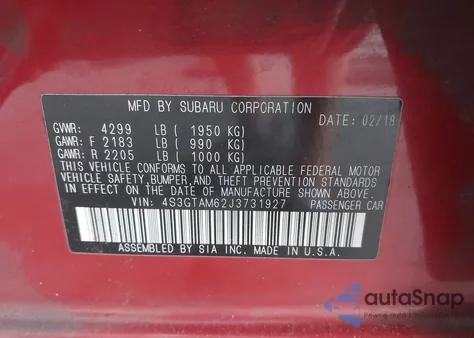 MFD BY SUBARU CORPORATION
DATE: 02/18
GVWR: 4299 LB ( 1950 KG)
GAWR: F 2183 LB ( 990 KG)
GAWR: R 2205 LB ( 1000 KG)
THIS VEHICLE CONFORMS TO ALL APPLICABLE FEDERAL MOTOR
VEHICLE SAFETY,BUMPER,AND THEFT PREVENTION STANDARDS
IN EFFECT ON THE DATE OF MANUFACTURE SHOWN ABOVE.
VIN: 4S3GTAM62J3731927 PASSENGER CAR
ASSEMBLED BY SIA INC. MADE IN U.S.A.
autoSnap